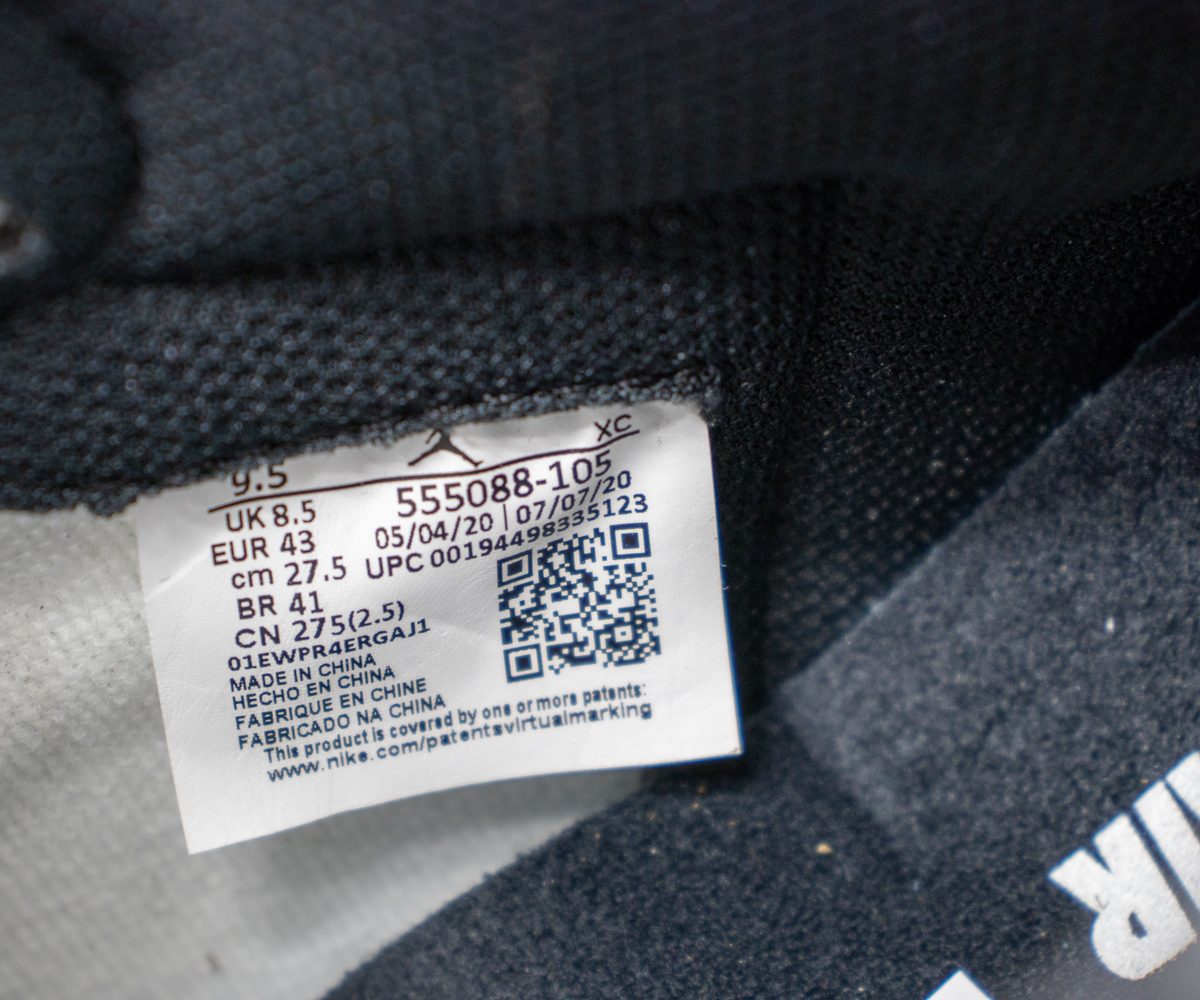 9.5
XC
UK 8.5
555088-105
EUR 43
05/04/20 | 07/07/20
cm 27.5
UPC 00194498335123
BR 41
CN 275(2.5)
01EWPR4ERGAJ1
MADE IN CHINA
HECHO EN CHINA
FABRIQUE EN CHINE
FABRICADO NA CHINA
This product is covered by one or more patents:
www.nike.com/patentsvirtualmarking
IR